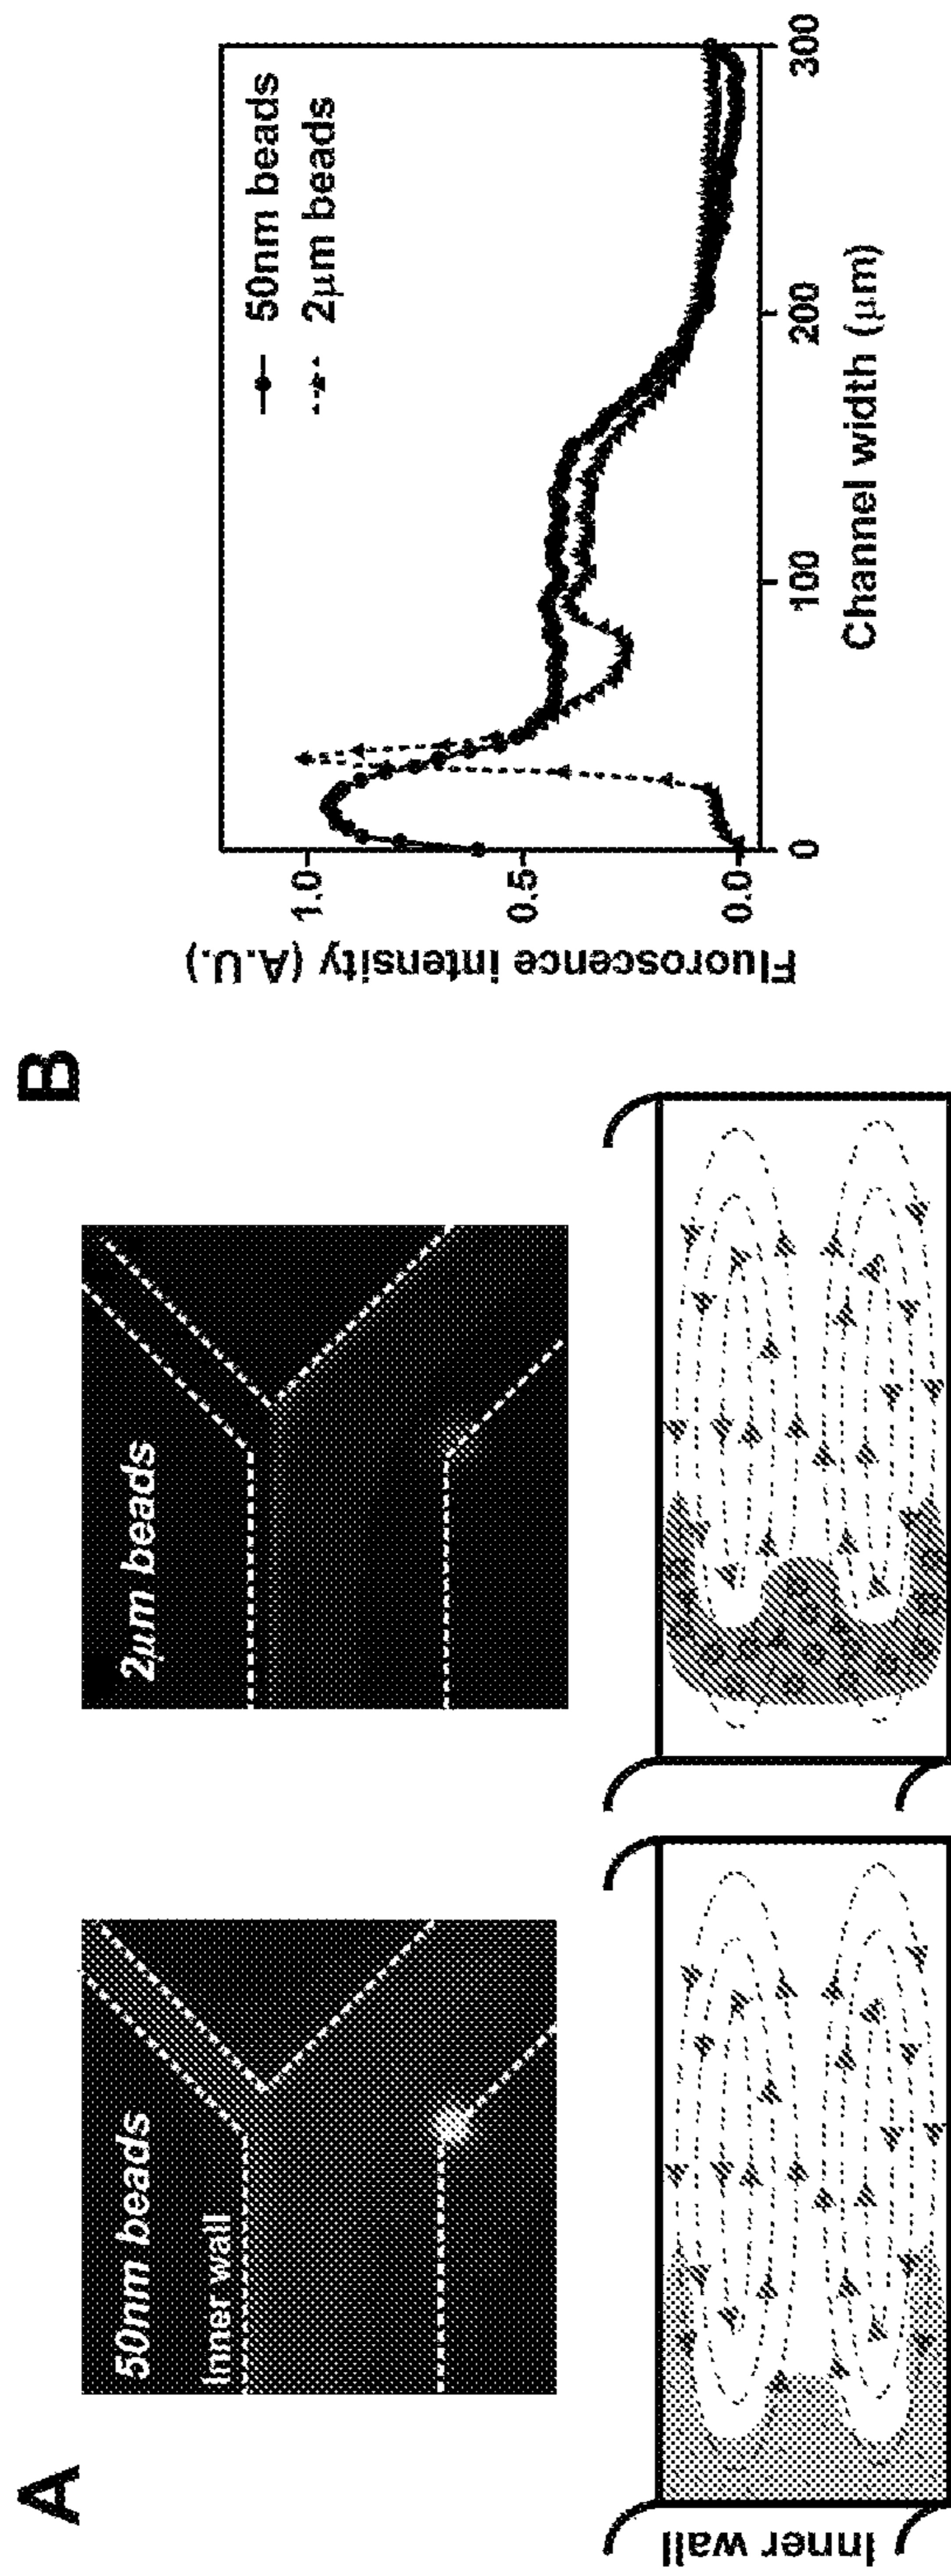 A
50nm beads
Inner wall
2μm beads
Inner wall
B
Fluoroscence intensity (A.U.)
1.0
0.5
0.0
50nm beads
2μm beads
0
100
200
300
Channel width (μm)